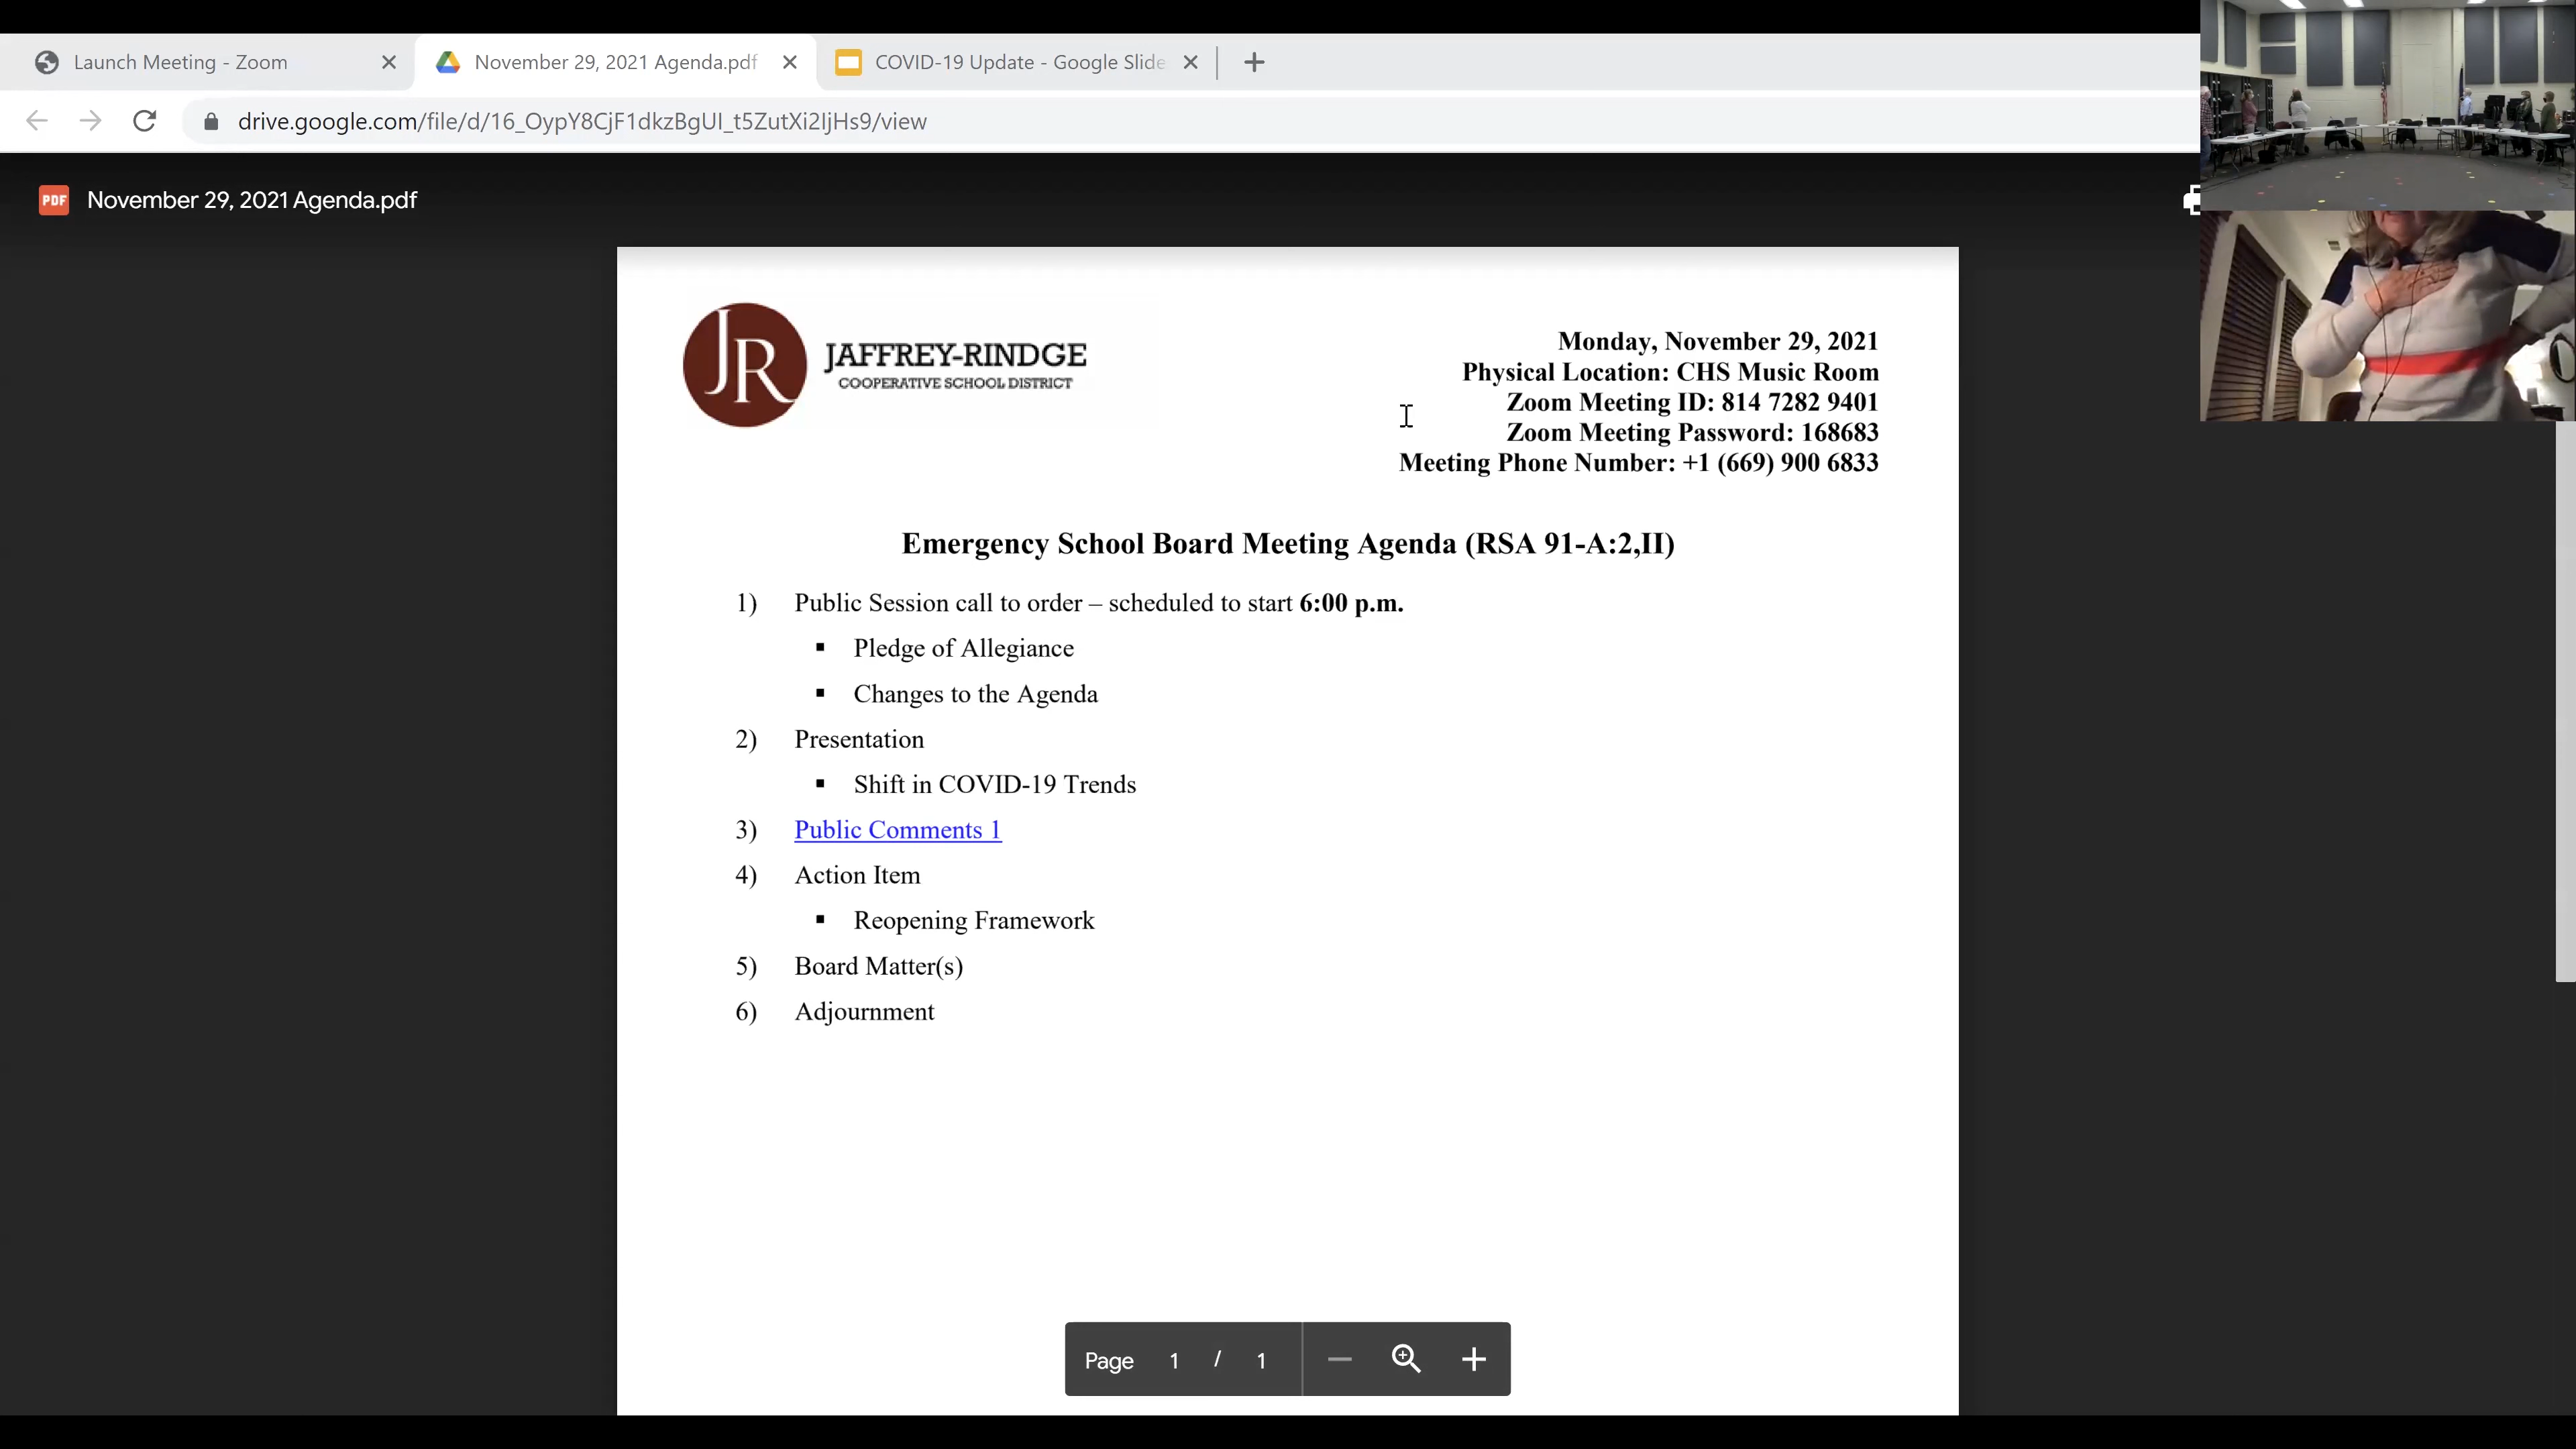 Launch Meeting - Zoom
November 29, 2021 Agenda.pdf
COVID-19 Update - Google Slide
drive.google.com/file/d/16_OypY8CjF1dkzBgUI_t5ZutXi2IjHs9/view
PDF November 29, 2021 Agenda.pdf
JR
JAFFREY-RINDGE
COOPERATIVE SCHOOL DISTRICT
Monday, November 29, 2021
Physical Location: CHS Music Room
Zoom Meeting ID: 814 7282 9401
Zoom Meeting Password: 168683
Meeting Phone Number: +1 (669) 900 6833
Emergency School Board Meeting Agenda (RSA 91-A:2,II)
1) Public Session call to order – scheduled to start 6:00 p.m.
▪ Pledge of Allegiance
▪ Changes to the Agenda
2) Presentation
▪ Shift in COVID-19 Trends
3) Public Comments 1
4) Action Item
▪ Reopening Framework
5) Board Matter(s)
6) Adjournment
Page 1 / 1